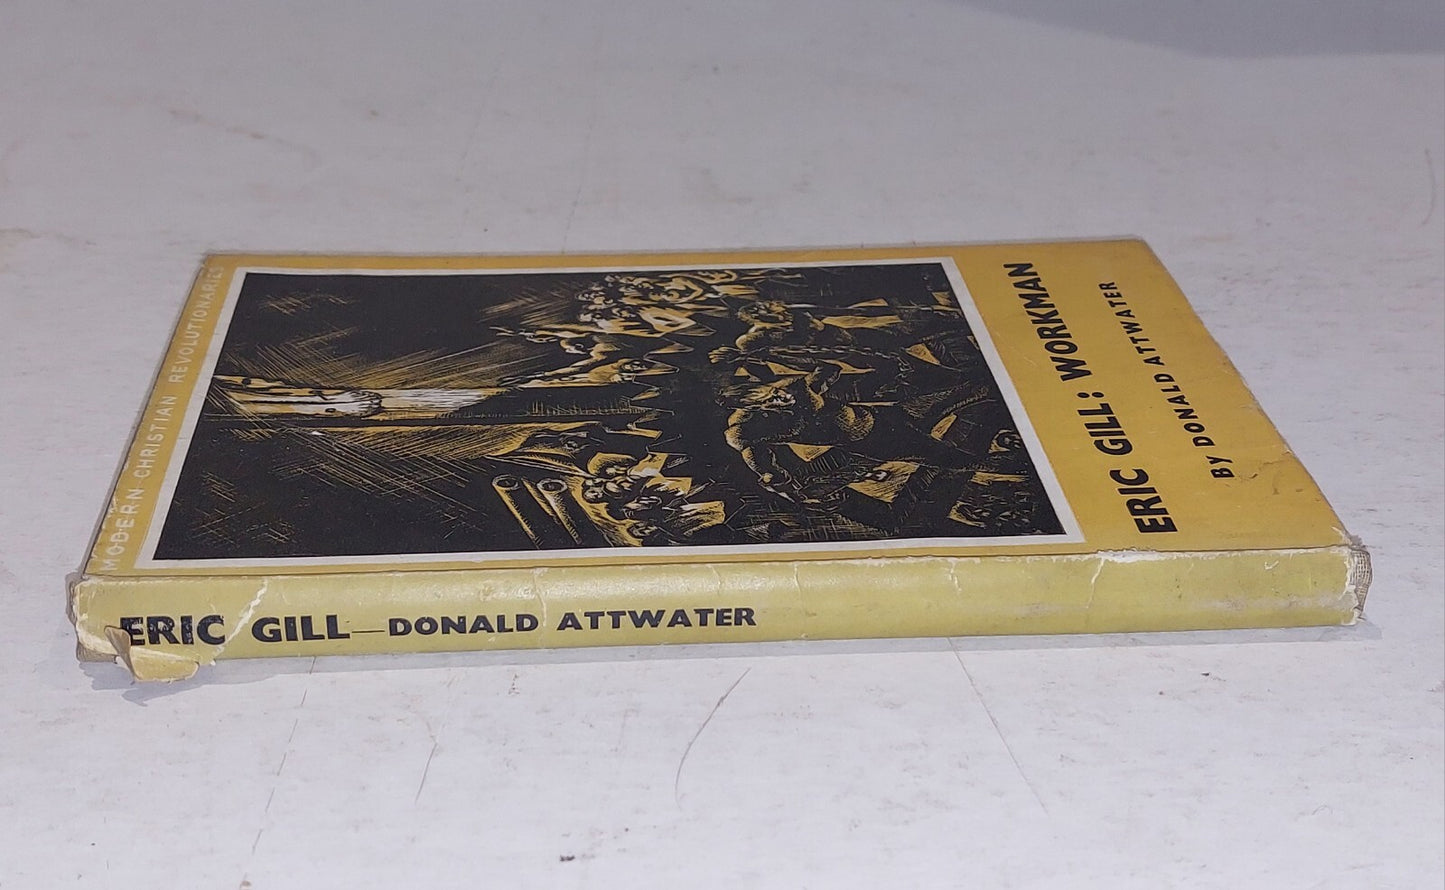 MODERN CHRISTIAN REVOLUTIONARIES
ERIC GILL: WORKMAN
BY DONALD ATTWATER
ERIC GILL—DONALD ATTWATER